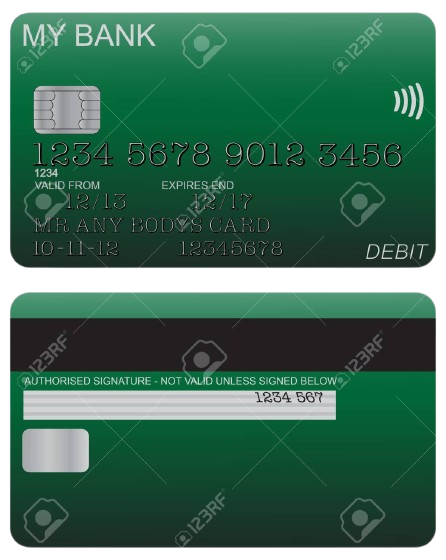 MY BANK
1234 5678 9012 3456
1234
VALID FROM EXPIRES END
12/13 12/17
MR ANY BODYS CARD
10-11-12 12345678
DEBIT
AUTHORISED SIGNATURE - NOT VALID UNLESS SIGNED BELOW
1234 567
123RF